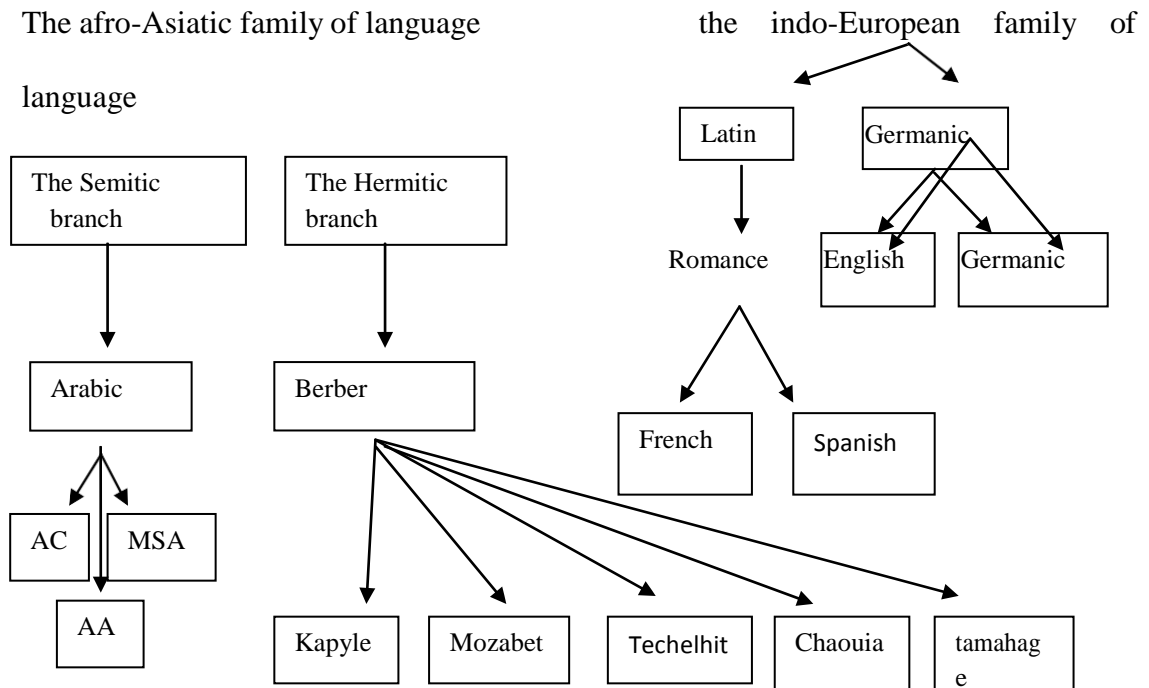 The afro-Asiatic family of language the indo-European family of
language
Latin
Germanic
The Semitic
branch
The Hermitic
branch
Romance
English
Germanic
Arabic
Berber
French
Spanish
AC
MSA
AA
Kapyle
Mozabet
Techelhit
Chaouia
tamahag
e